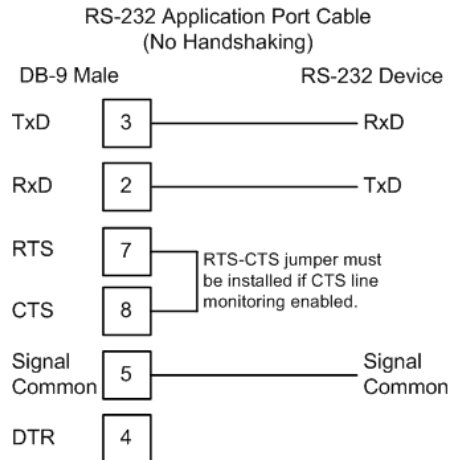 RS-232 Application Port Cable
(No Handshaking)
DB-9 Male RS-232 Device
TxD 3 RxD
RxD 2 TxD
RTS 7
RTS-CTS jumper must
be installed if CTS line
monitoring enabled.
CTS 8
Signal
Common 5 Signal
Common
DTR 4